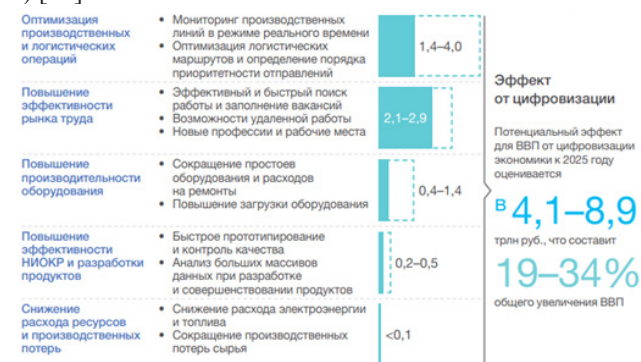 Оптимизация
производственных
и логистических
операций
• Мониторинг производственных
линий в режиме реального времени
• Оптимизация логистических
маршрутов и определение порядка
приоритетности отправлений
1,4–4,0
Повышение
эффективности
рынка труда
• Эффективный и быстрый поиск
работы и заполнение вакансий
• Возможности удаленной работы
• Новые профессии и рабочие места
2,1–2,9
Повышение
производительности
оборудования
• Сокращение простоев
оборудования и расходов
на ремонты
• Повышение загрузки оборудования
0,4–1,4
Повышение
эффективности
НИОКР и разработки
продуктов
• Быстрое прототипирование
и контроль качества
• Анализ больших массивов
данных при разработке
и совершенствовании продуктов
0,2–0,5
Снижение
расхода ресурсов
и производственных
потерь
• Снижение расхода электроэнергии
и топлива
• Сокращение производственных
потерь сырья
<0,1
Эффект
от цифровизации
Потенциальный эффект
для ВВП от цифровизации
экономики к 2025 году
оценивается
в 4,1–8,9
трлн руб., что составит
19–34%
общего увеличения ВВП